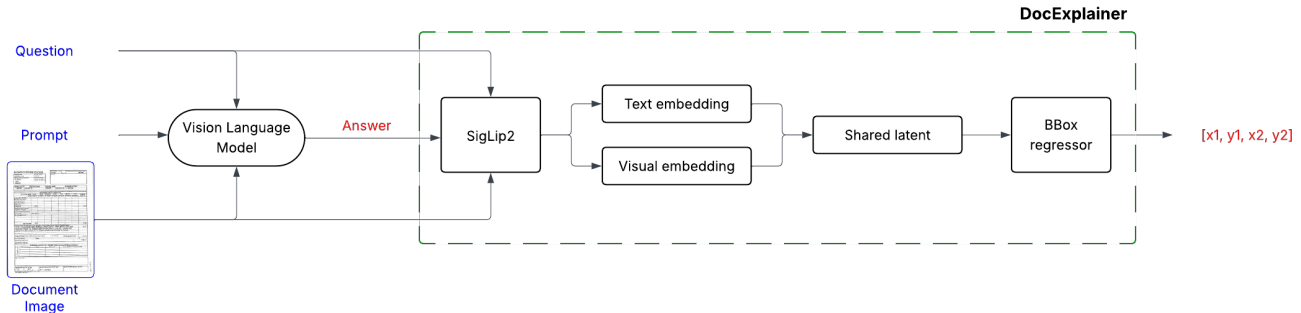 DocExplainer
Question
Prompt
Document
Image
Vision Language
Model
Answer
SigLip2
Text embedding
Visual embedding
Shared latent
BBox
regressor
[x1, y1, x2, y2]